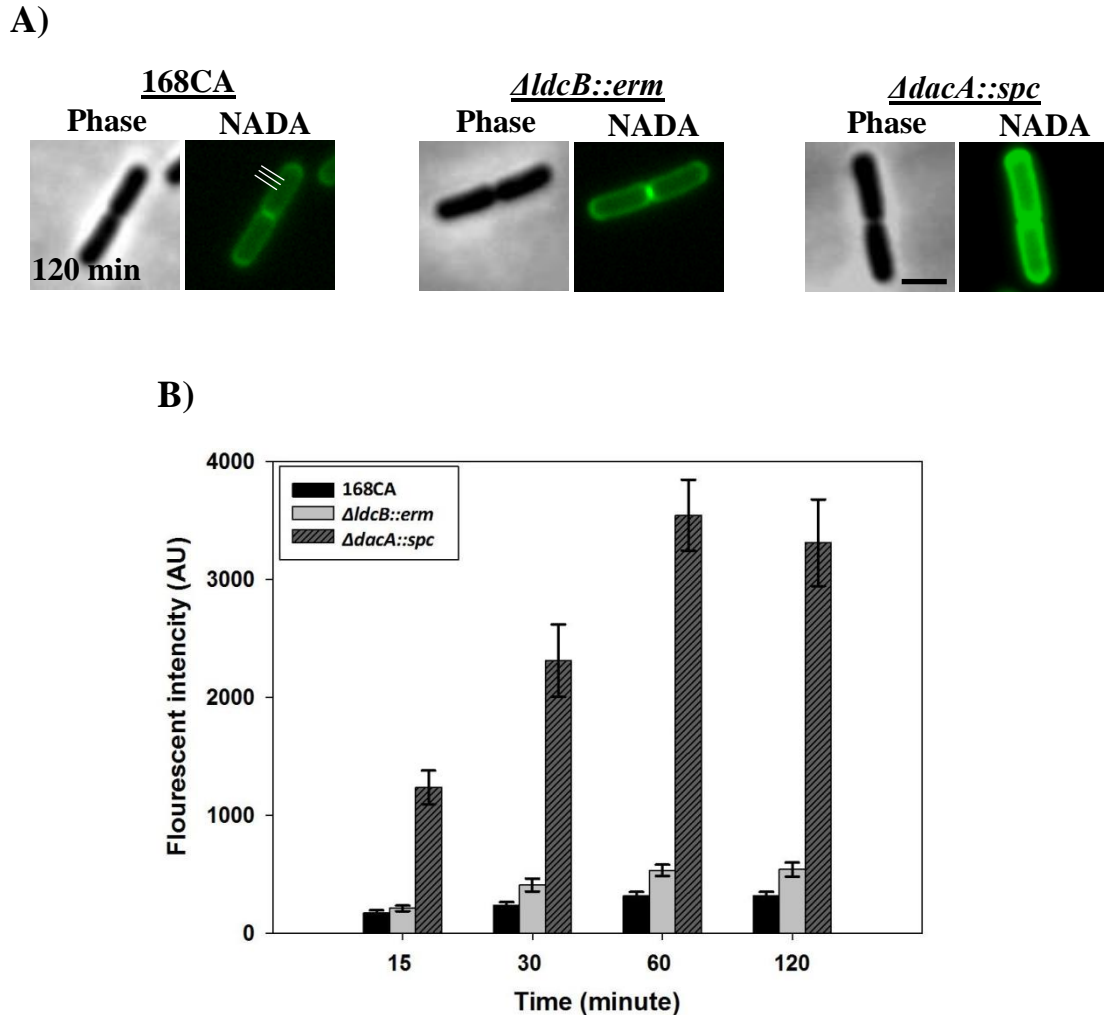 A)
168CA
Phase NADA
120 min
ΔldcB::erm
Phase NADA
ΔdacA::spc
Phase NADA
B)
4000
3000
2000
1000
0
168CA
ΔldcB::erm
ΔdacA::spc
Flourescent intencity (AU)
15 30 60 120
Time (minute)